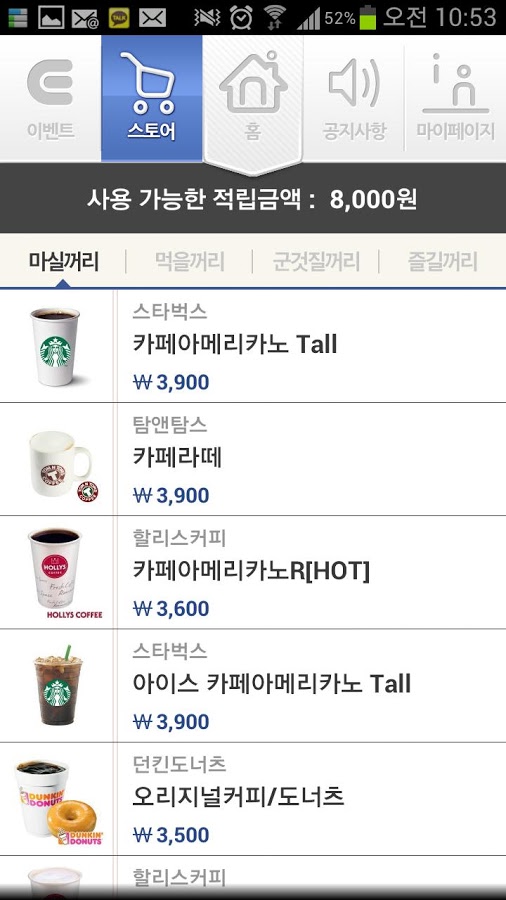 TALK 52% 오전 10:53
이벤트 스토어 홈 공지사항 마이페이지
사용 가능한 적립금액 : 8,000원
마실꺼리 먹을꺼리 군것질꺼리 즐길꺼리
스타벅스
카페아메리카노 Tall
₩ 3,900
탐앤탐스
카페라떼
₩ 3,900
할리스커피
카페아메리카노R[HOT]
₩ 3,600
HOLLYS
HOLLYS COFFEE
스타벅스
아이스 카페아메리카노 Tall
₩ 3,900
던킨도너츠
오리지널커피/도너츠
₩ 3,500
DUNKIN'
DONUTS
DUNKIN'
DONUTS
할리스커피